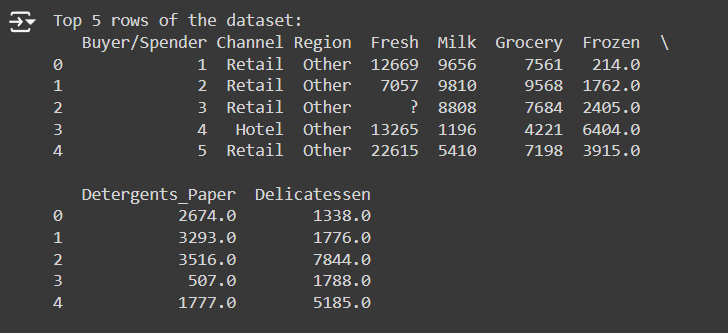 Top 5 rows of the dataset:
   Buyer/Spender Channel Region  Fresh  Milk  Grocery  Frozen  \
0              1  Retail  Other  12669  9656     7561   214.0
1              2  Retail  Other   7057  9810     9568  1762.0
2              3  Retail  Other      ?  8808     7684  2405.0
3              4   Hotel  Other  13265  1196     4221  6404.0
4              5  Retail  Other  22615  5410     7198  3915.0
   Detergents_Paper  Delicatessen
0            2674.0        1338.0
1            3293.0        1776.0
2            3516.0        7844.0
3             507.0        1788.0
4            1777.0        5185.0